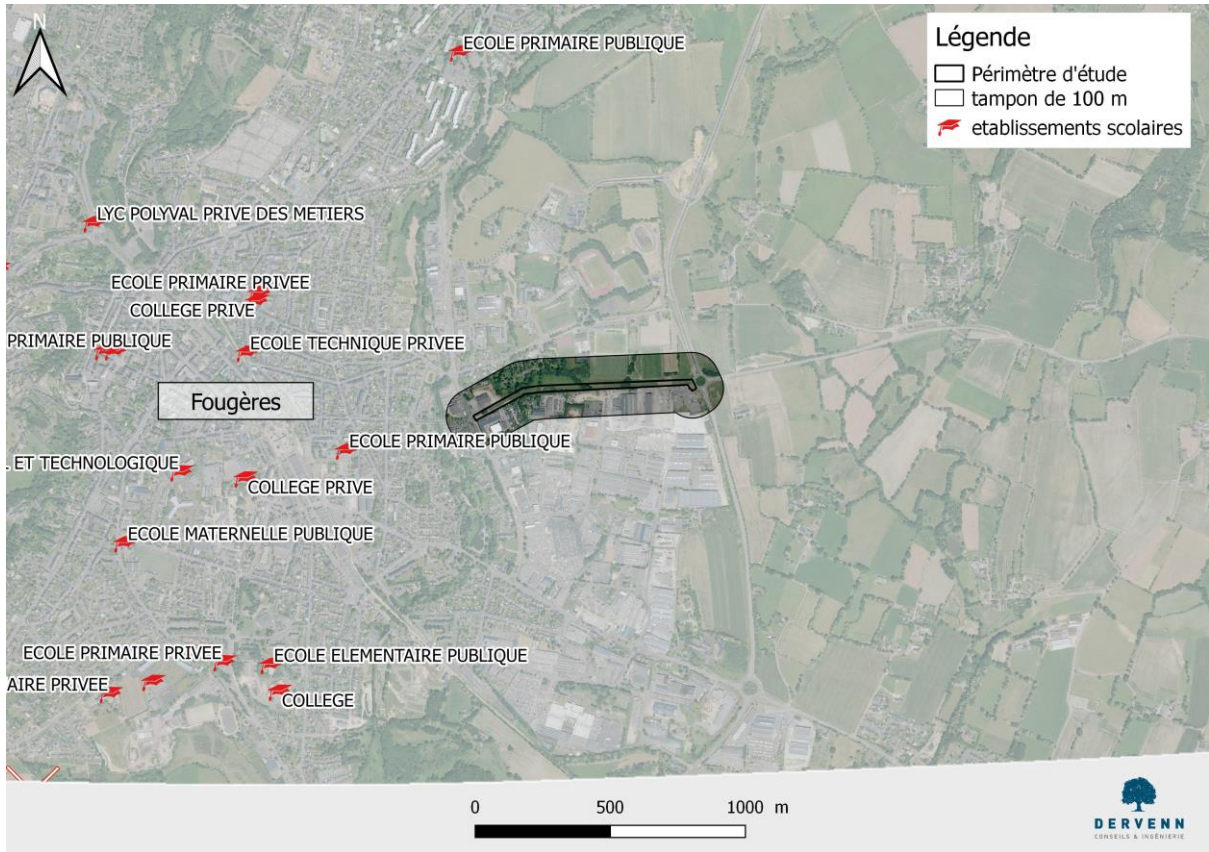 N
ECOLE PRIMAIRE PUBLIQUE
Légende
Périmètre d'étude
tampon de 100 m
etablissements scolaires
LYC POLYVAL PRIVE DES METIERS
ECOLE PRIMAIRE PRIVEE
COLLEGE PRIVE
PRIMAIRE PUBLIQUE
ECOLE TECHNIQUE PRIVEE
Fougères
ECOLE PRIMAIRE PUBLIQUE
L ET TECHNOLOGIQUE
COLLEGE PRIVE
ECOLE MATERNELLE PUBLIQUE
ECOLE PRIMAIRE PRIVEE
ECOLE ELEMENTAIRE PUBLIQUE
AIRE PRIVEE
COLLEGE
0 500 1000 m
DERVENN
CONSEILS & INGÉNIERIE